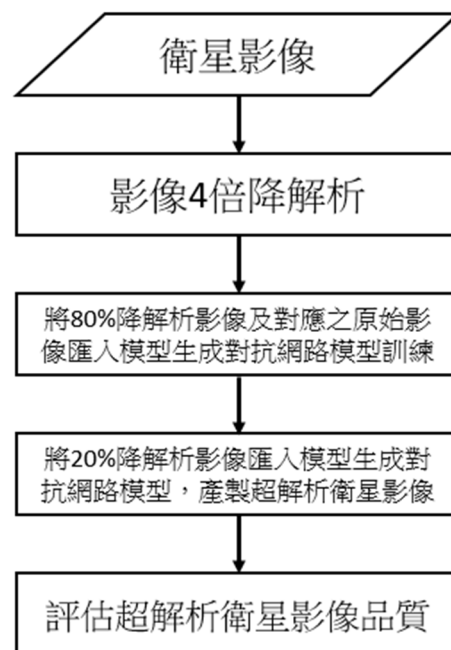 衛星影像
影像4倍降解析
將80%降解析影像及對應之原始影
像匯入模型生成對抗網路模型訓練
將20%降解析影像匯入模型生成對
抗網路模型，產製超解析衛星影像
評估超解析衛星影像品質